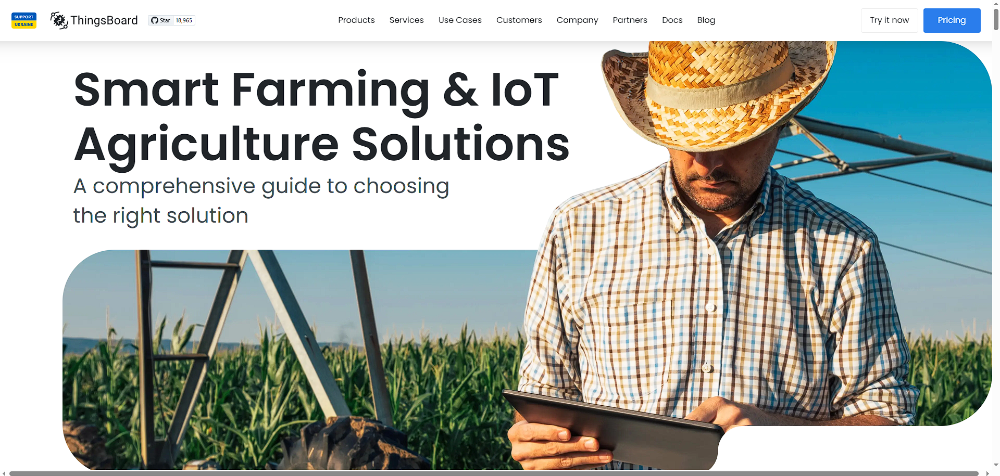 SUPPORT
UKRAINE
ThingsBoard
Star 18,965
Products Services Use Cases Customers Company Partners Docs Blog
Try it now
Pricing
Smart Farming & IoT
Agriculture Solutions
A comprehensive guide to choosing
the right solution